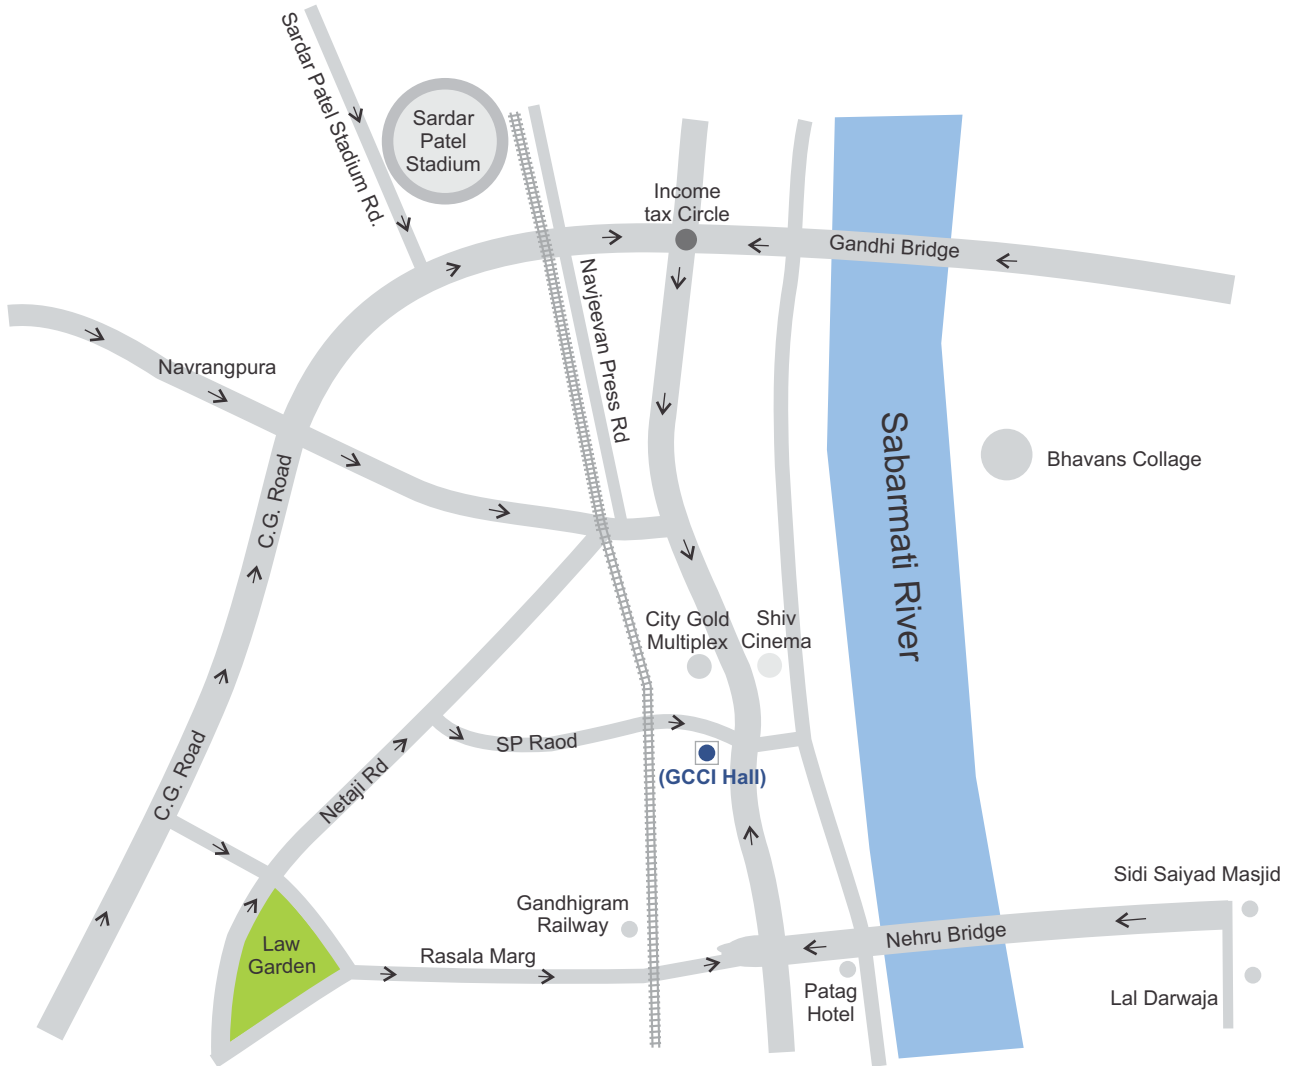 Sardar Patel Stadium Rd.
Sardar
Patel
Stadium
Income
tax Circle
Gandhi Bridge
Navjeevan Press Rd
Navrangpura
C.G. Road
Sabarmati River
Bhavans Collage
City Gold
Multiplex
Shiv
Cinema
SP Raod
(GCCI Hall)
Netaji Rd
C.G. Road
Law
Garden
Gandhigram
Railway
Rasala Marg
Nehru Bridge
Patag
Hotel
Sidi Saiyad Masjid
Lal Darwaja